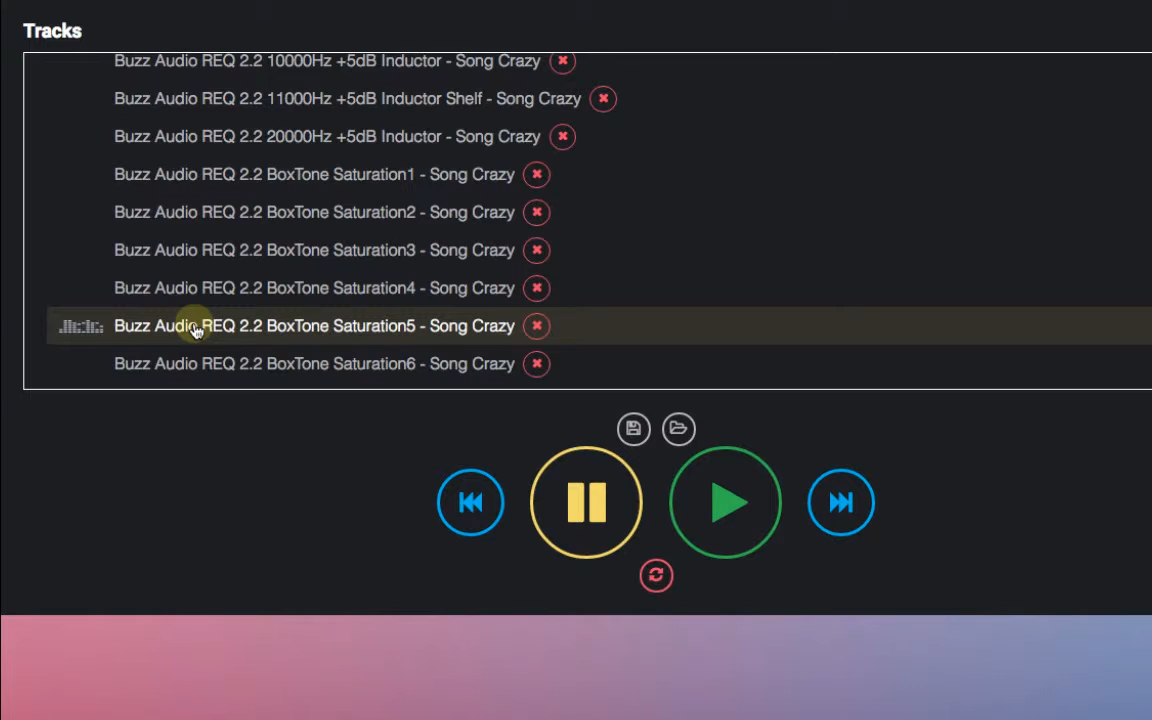 Tracks
Buzz Audio REQ 2.2 10000Hz +5dB Inductor - Song Crazy
Buzz Audio REQ 2.2 11000Hz +5dB Inductor Shelf - Song Crazy
Buzz Audio REQ 2.2 20000Hz +5dB Inductor - Song Crazy
Buzz Audio REQ 2.2 BoxTone Saturation1 - Song Crazy
Buzz Audio REQ 2.2 BoxTone Saturation2 - Song Crazy
Buzz Audio REQ 2.2 BoxTone Saturation3 - Song Crazy
Buzz Audio REQ 2.2 BoxTone Saturation4 - Song Crazy
Buzz Audio REQ 2.2 BoxTone Saturation5 - Song Crazy
Buzz Audio REQ 2.2 BoxTone Saturation6 - Song Crazy